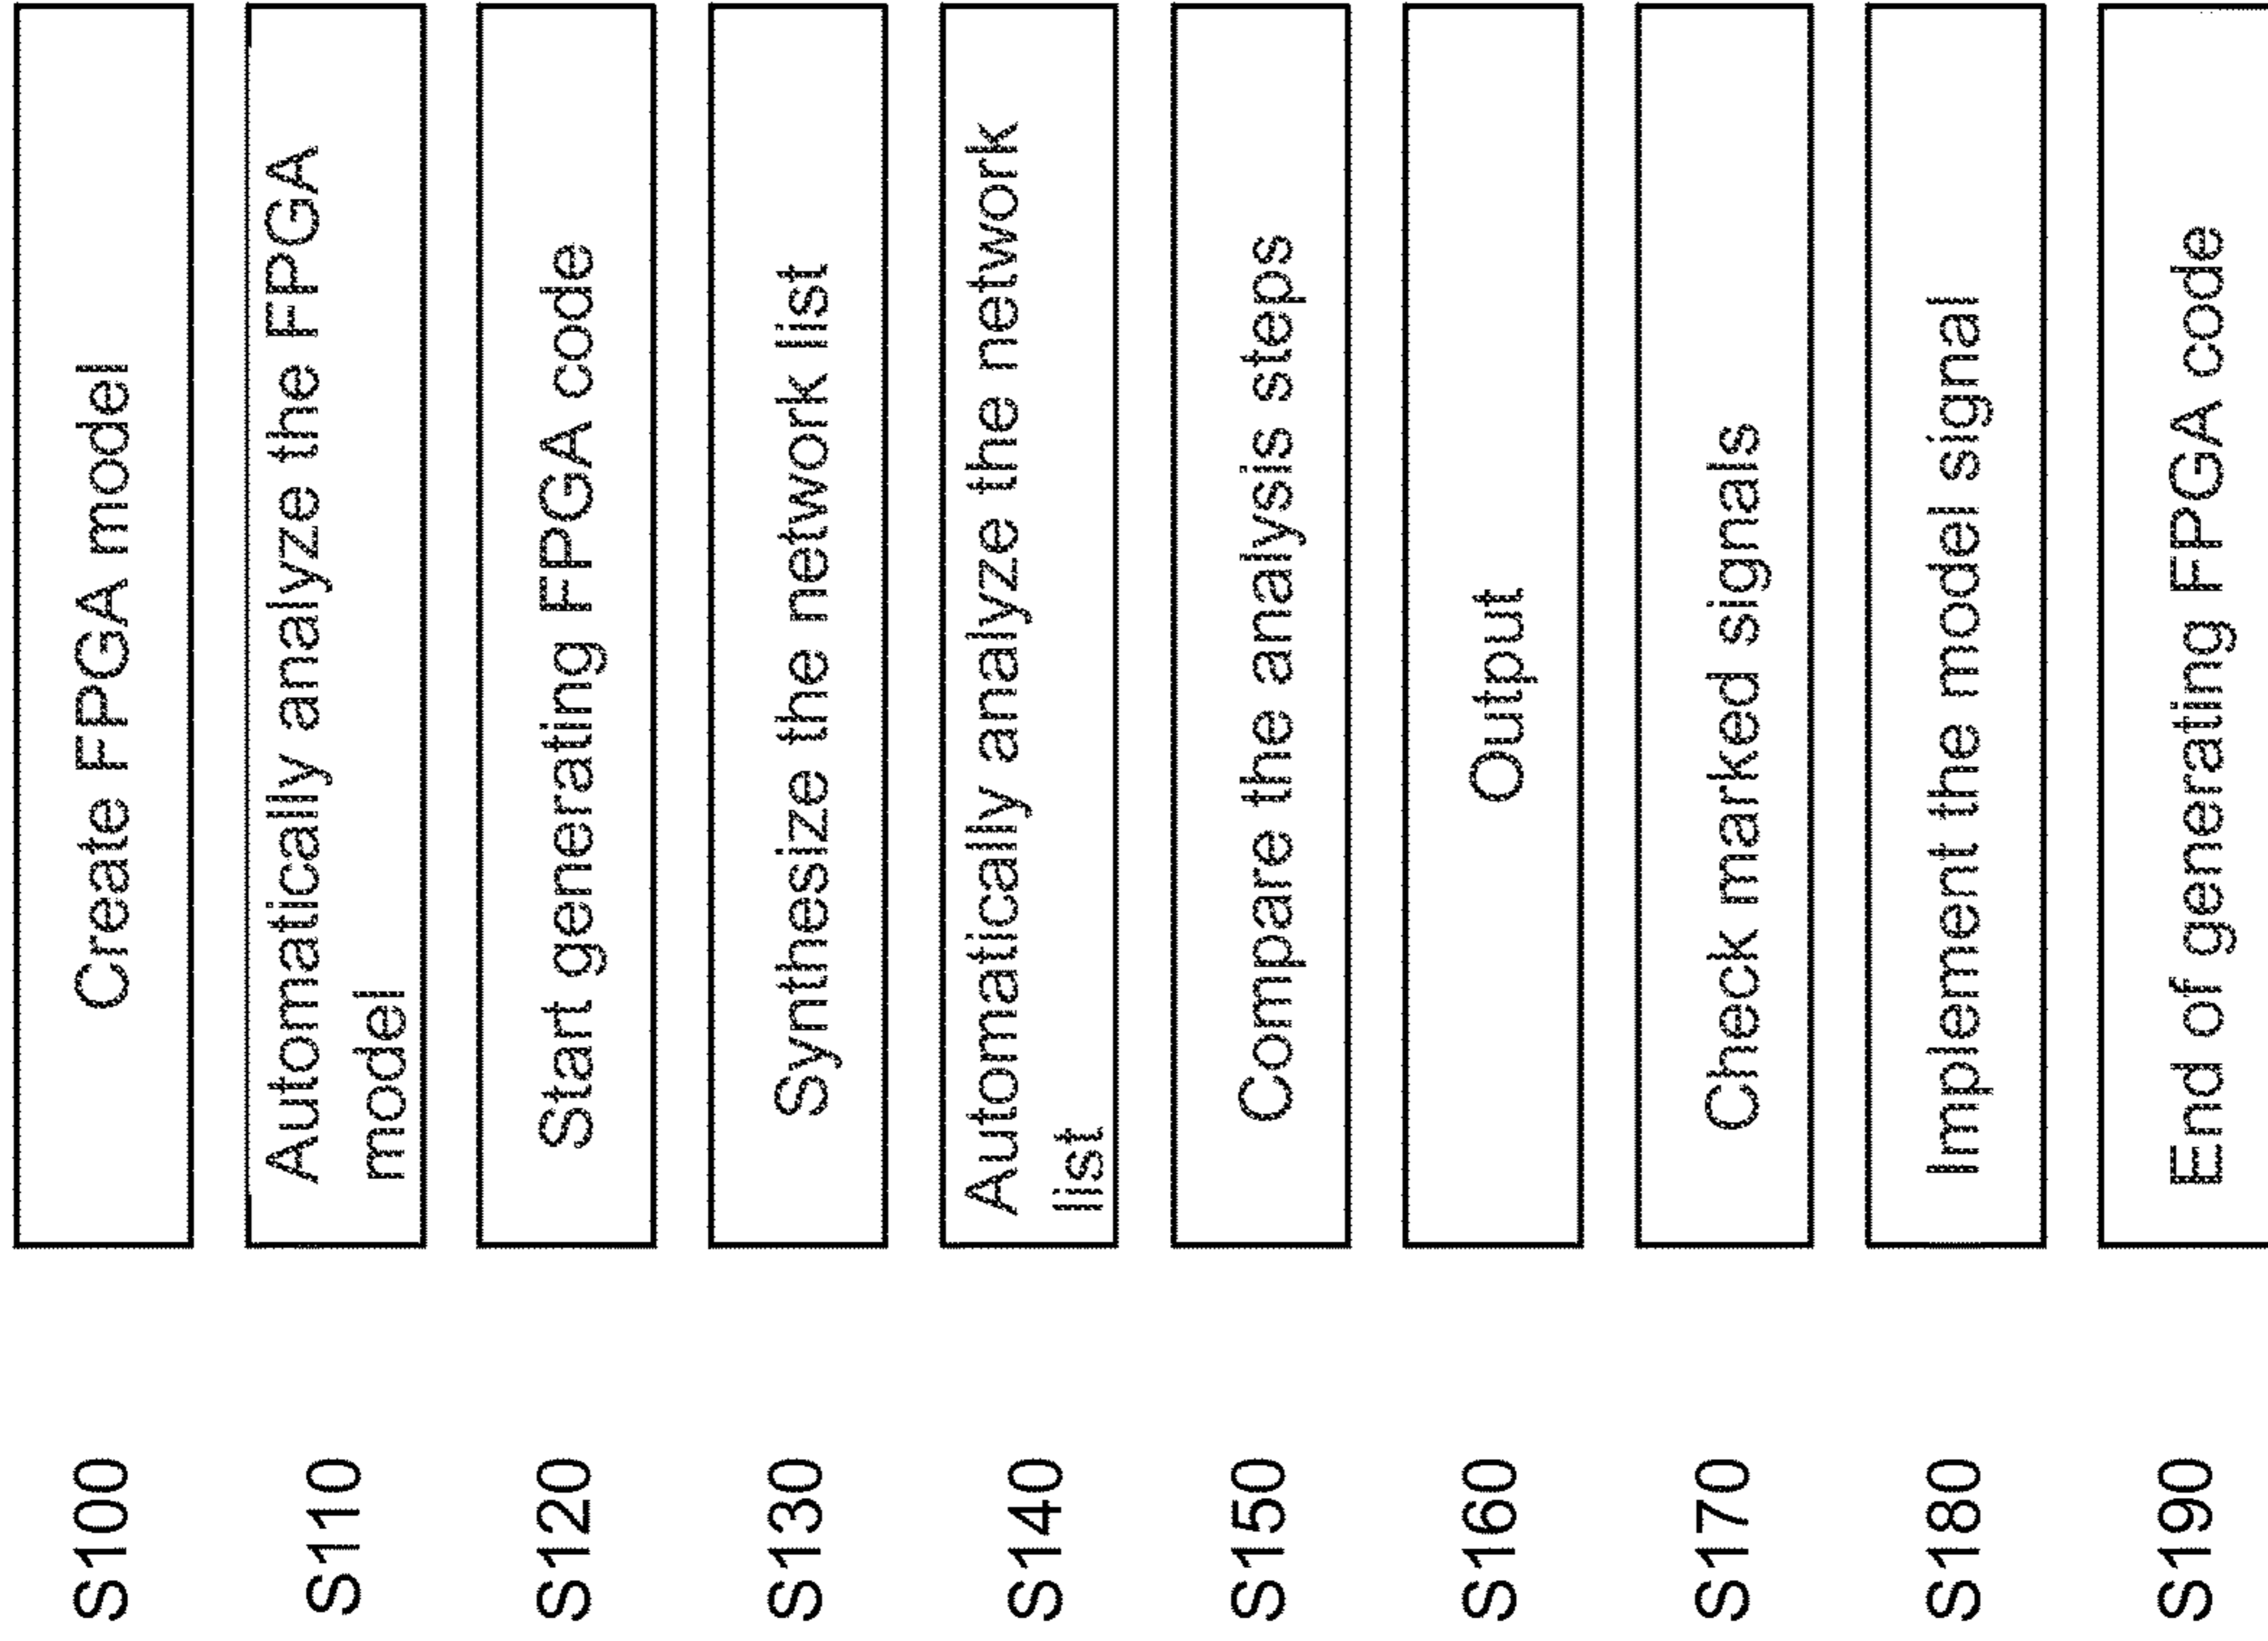 S100
Create FPGA model
S110
Automatically analyze the FPGA
model
S120
Start generating FPGA code
S130
Synthesize the network list
S140
Automatically analyze the network
list
S150
Compare the analysis steps
S160
Output
S170
Check marked signals
S180
Implement the model signal
S190
End of generating FPGA code